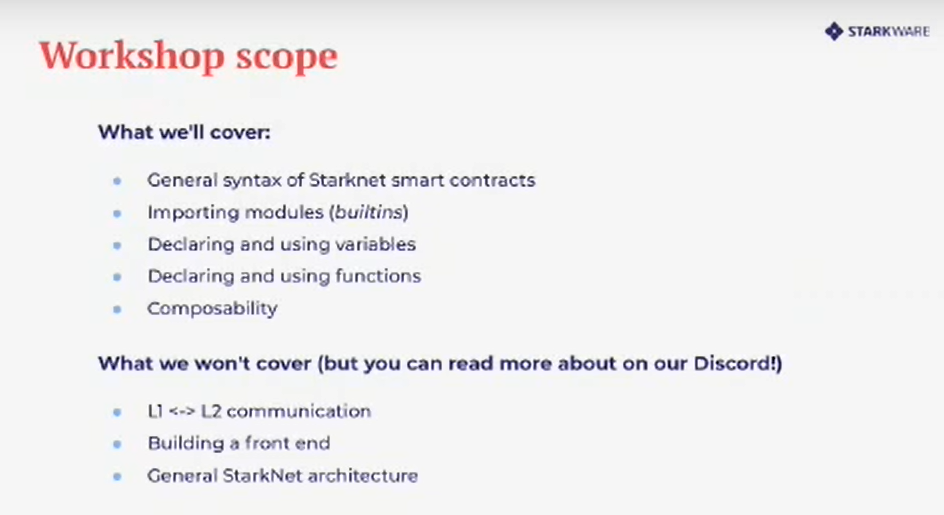 STARKWARE
Workshop scope
What we'll cover:
General syntax of Starknet smart contracts
Importing modules (builtins)
Declaring and using variables
Declaring and using functions
Composability
What we won't cover (but you can read more about on our Discord!)
L1 <-> L2 communication
Building a front end
General StarkNet architecture